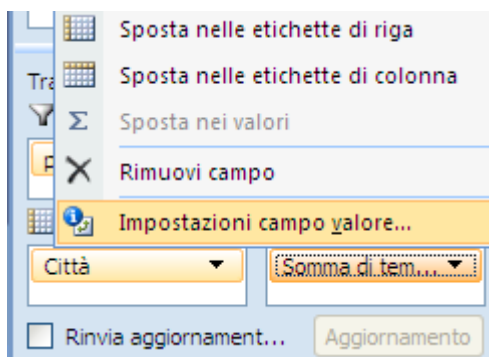 Sposta nelle etichette di riga
Sposta nelle etichette di colonna
Sposta nei valori
Rimuovi campo
Impostazioni campo valore...
Città
Somma di tem...
Rinvia aggiornament...
Aggiornamento